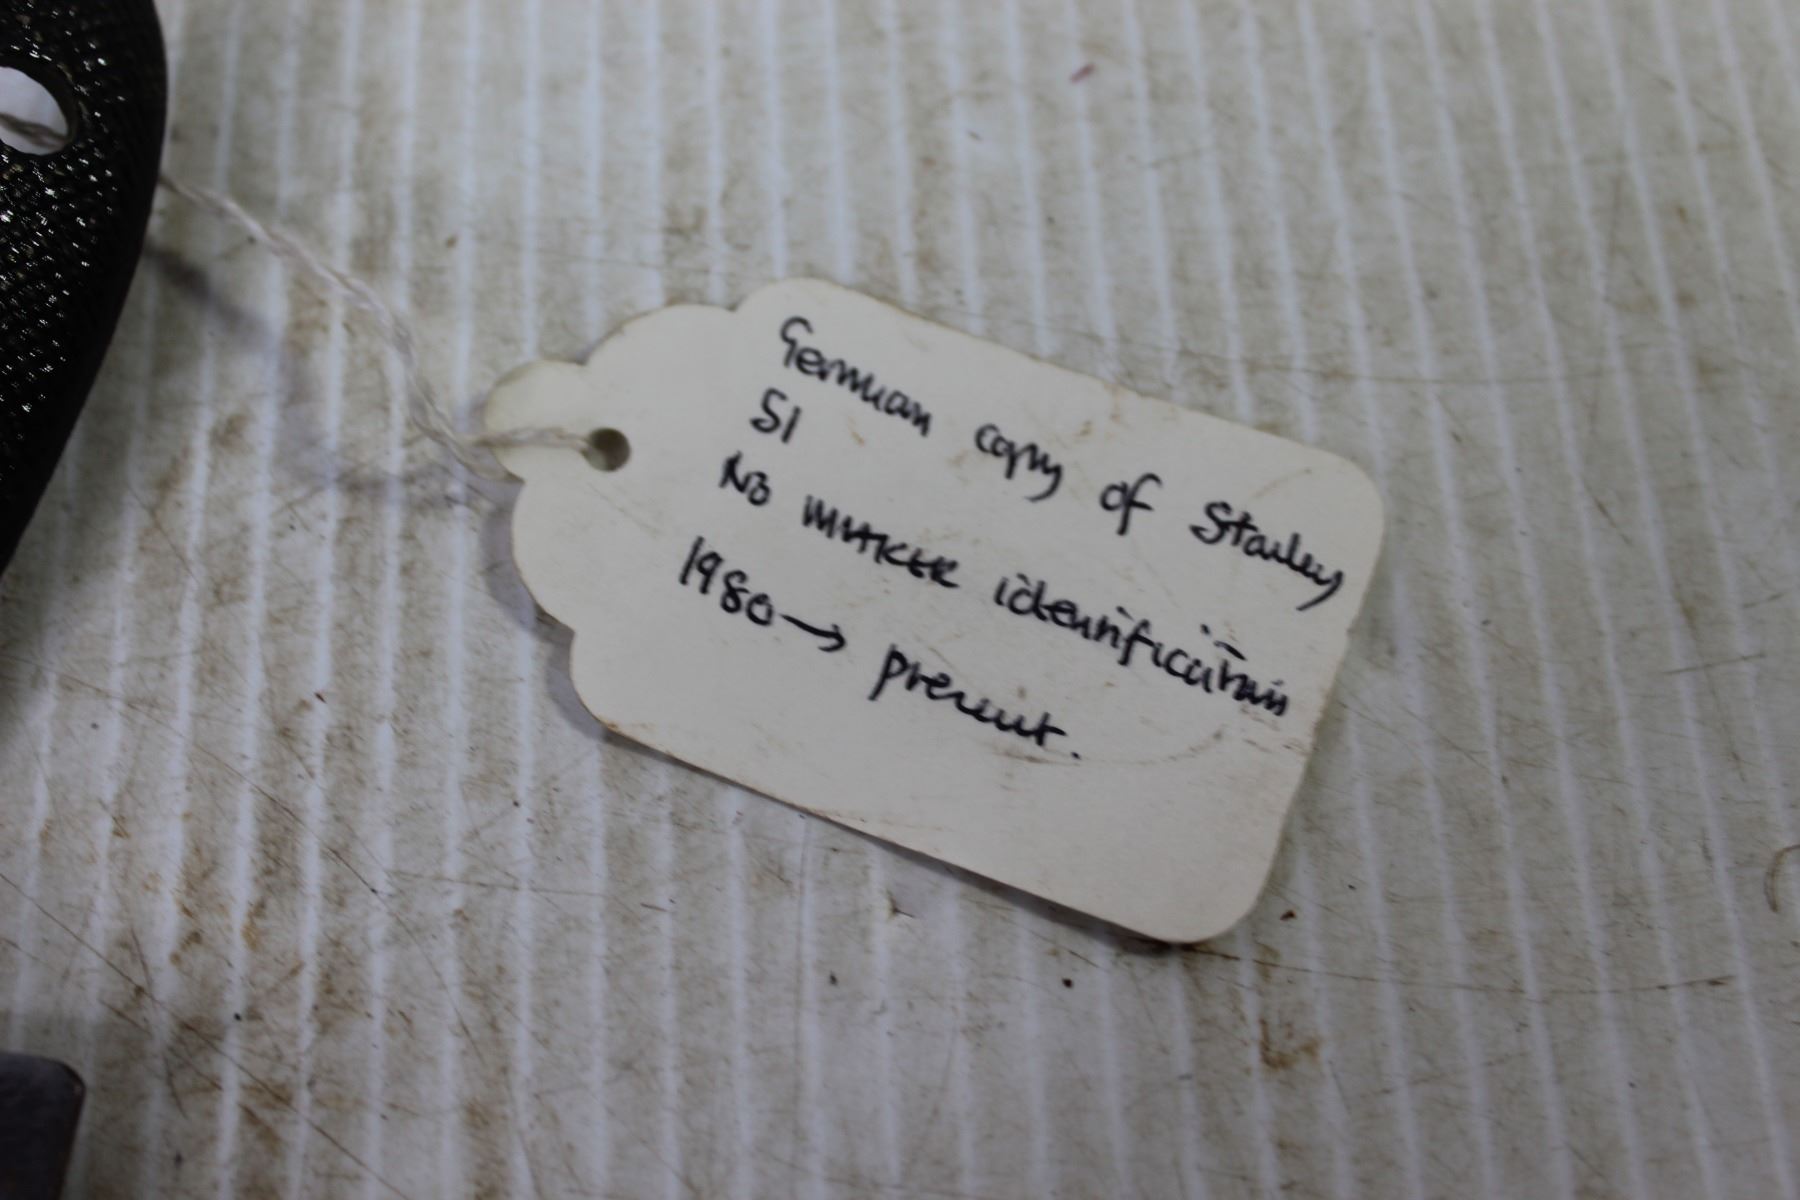 German copy of Stanley
51
No MAKER identification
1980 → present.